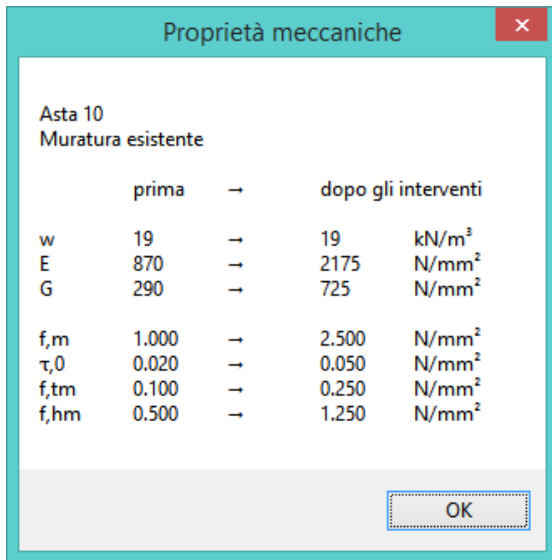 Proprietà meccaniche
Asta 10
Muratura esistente
prima → dopo gli interventi
w 19 → 19 kN/m³
E 870 → 2175 N/mm²
G 290 → 725 N/mm²
f,m 1.000 → 2.500 N/mm²
τ,0 0.020 → 0.050 N/mm²
f,tm 0.100 → 0.250 N/mm²
f,hm 0.500 → 1.250 N/mm²
OK